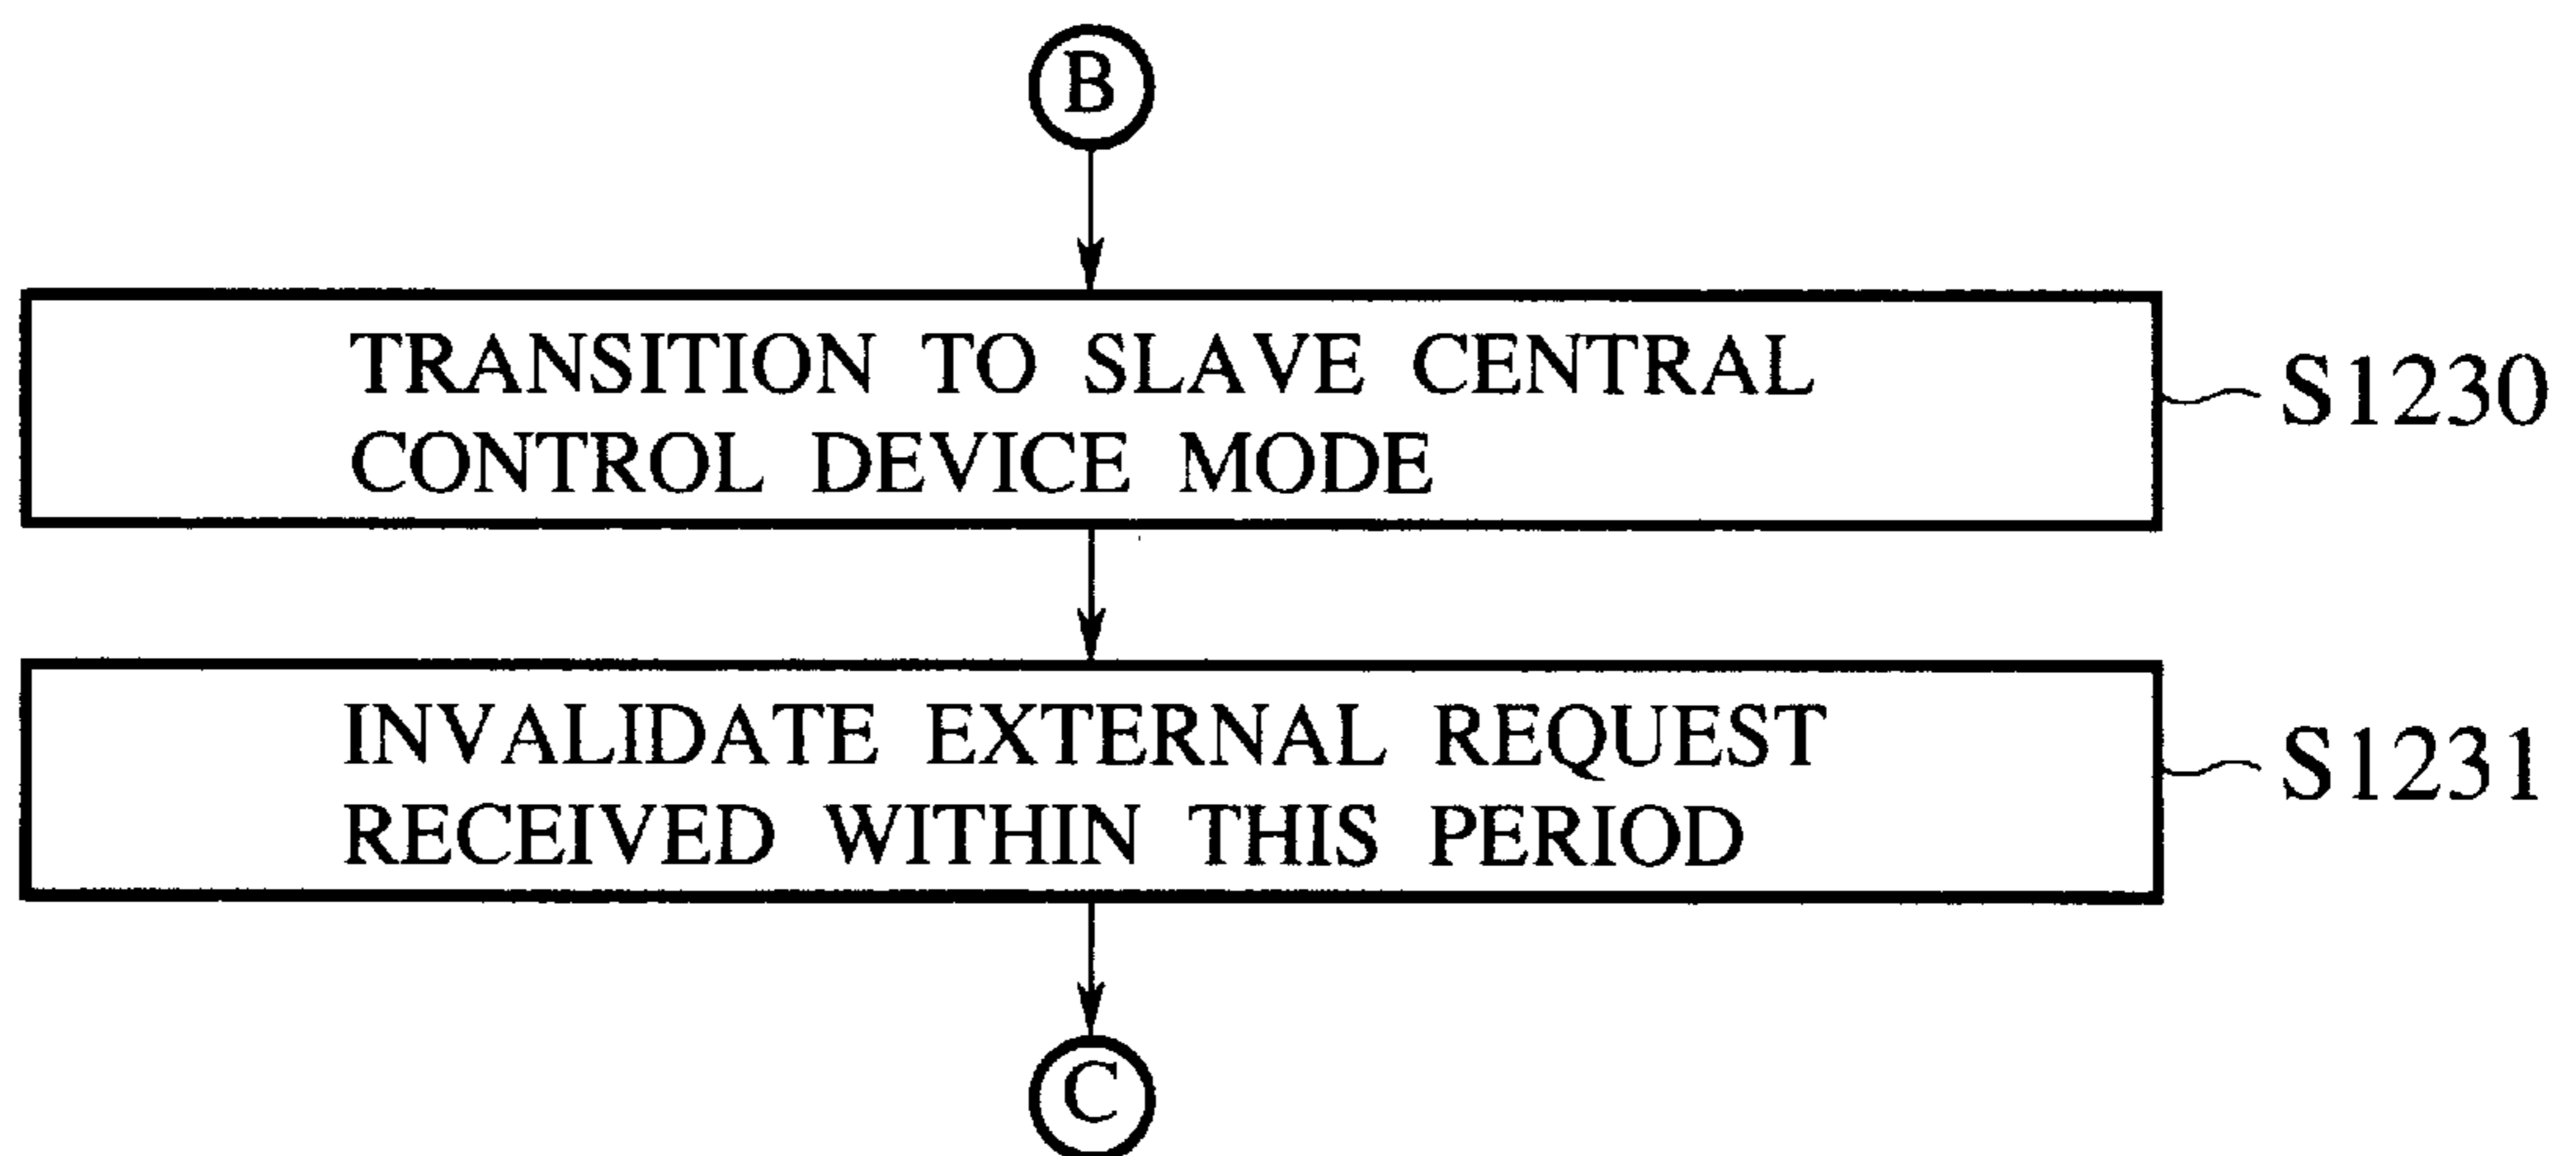 B
TRANSITION TO SLAVE CENTRAL
CONTROL DEVICE MODE
S1230
INVALIDATE EXTERNAL REQUEST
RECEIVED WITHIN THIS PERIOD
S1231
C